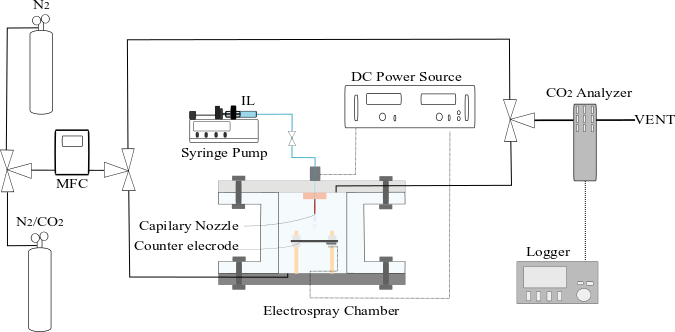 N2
DC Power Source
IL
CO2 Analyzer
VENT
Syringe Pump
MFC
N2/CO2
Capilary Nozzle
Counter elecrode
Logger
Electrospray Chamber